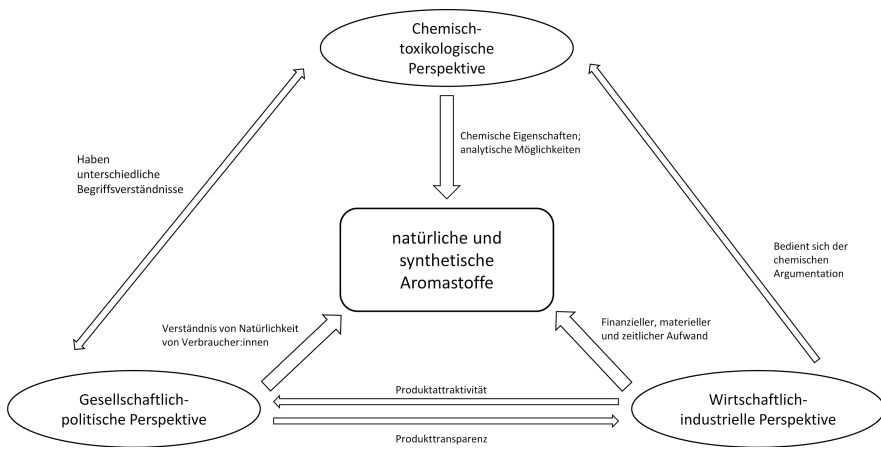 Chemisch-
toxikologische
Perspektive
Chemische Eigenschaften;
analytische Möglichkeiten
Haben
unterschiedliche
Begriffsverständnisse
natürliche und
synthetische
Aromastoffe
Bedient sich der
chemischen
Argumentation
Verständnis von Natürlichkeit
von Verbraucher:innen
Finanzieller, materieller
und zeitlicher Aufwand
Gesellschaftlich-
politische Perspektive
Produktattraktivität
Produkttransparenz
Wirtschaftlich-
industrielle Perspektive